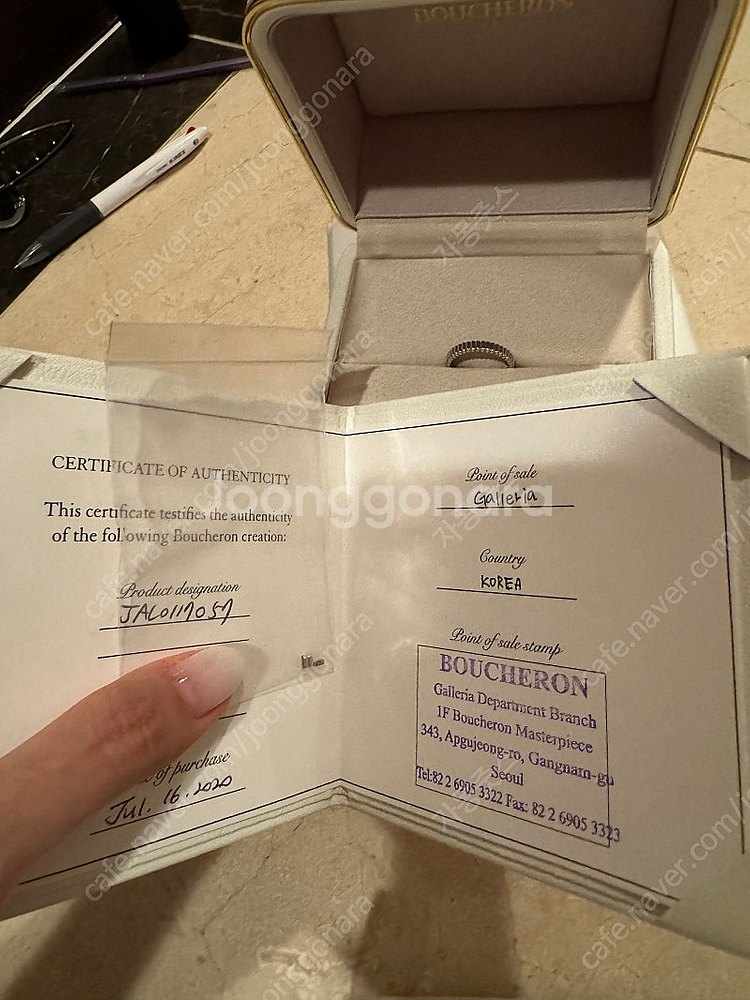 BOUCHERON
CERTIFICATE OF AUTHENTICITY
This certificate testifies the authenticity
of the following Boucheron creation:
Product designation
JAL0117057
of purchase
Jul. 16. 2020
Point of sale
Galleria
Country
KOREA
Point of sale stamp
BOUCHERON
Galleria Department Branch
1F Boucheron Masterpiece
343, Apgujeong-ro, Gangnam-gu
Seoul
Tel:82 2 6905 3322 Fax: 82 2 6905 3323
Joonggonara
cafe.naver.com/joonggonara